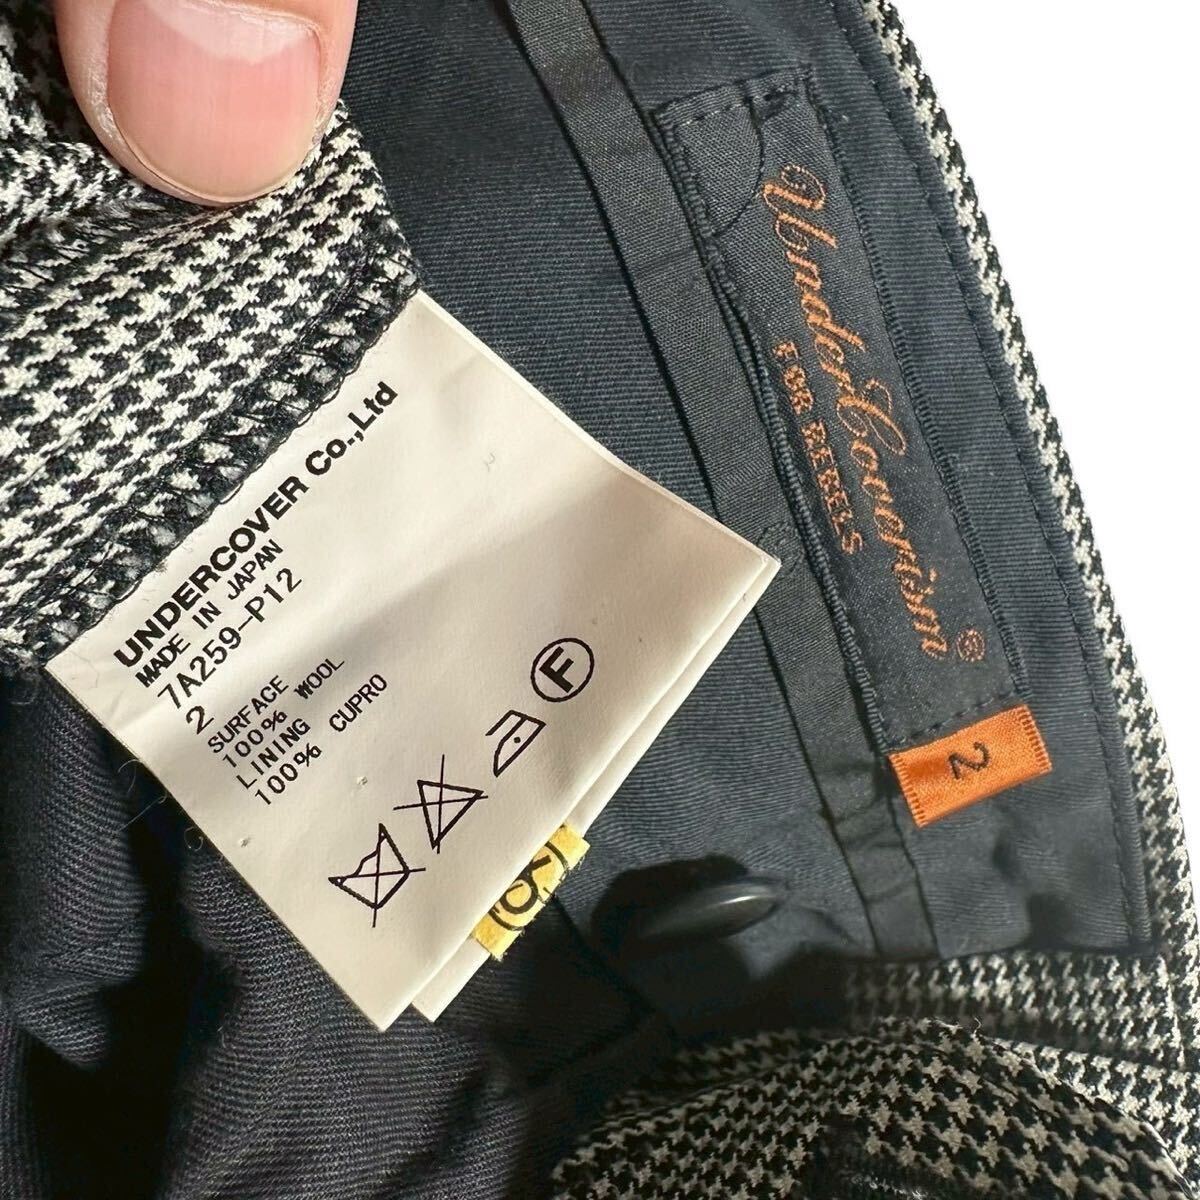 UNDERCOVER Co.,Ltd
MADE IN JAPAN
7A259-P12
2
SURFACE WOOL
100%
LINING CUPRO
100%
F
UnderCoverism®
FOR REBELS
2
OK